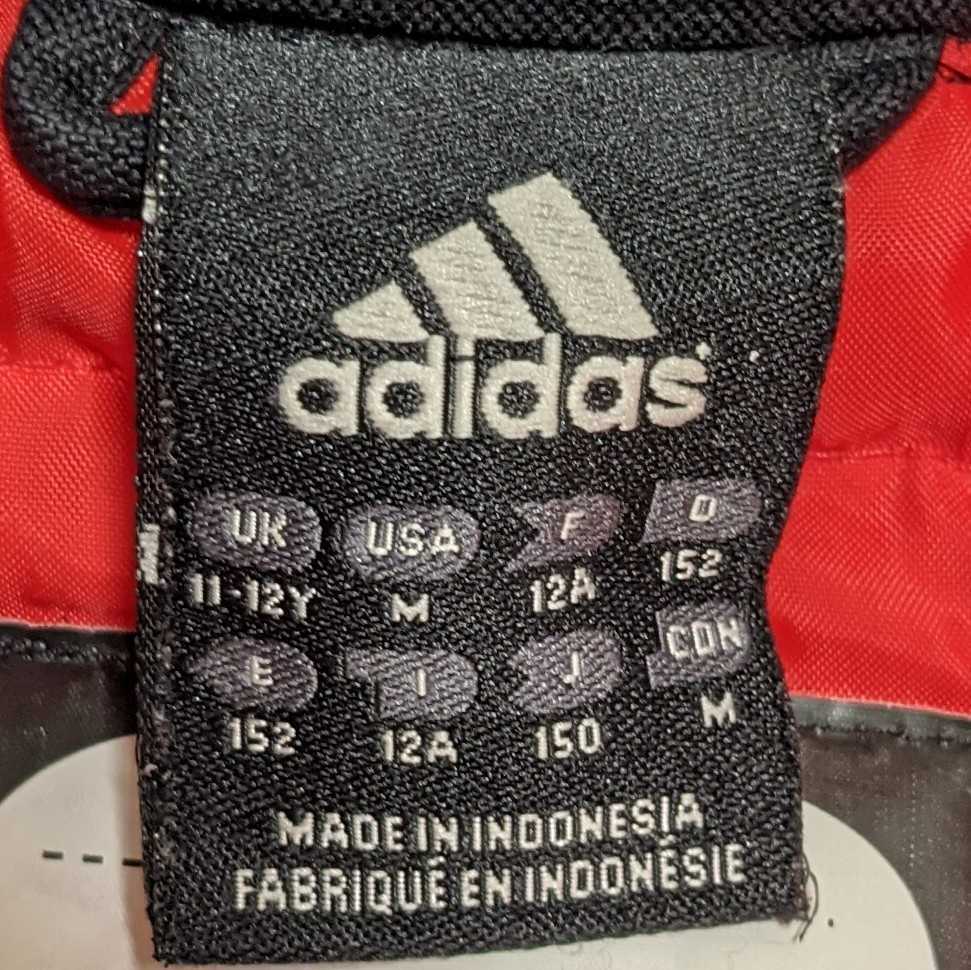 adidas
UK USA F D
11-12Y M 12A 152
E I J CDN
152 12A 150 M
MADE IN INDONESIA
FABRIQUÉ EN INDONÉSIE